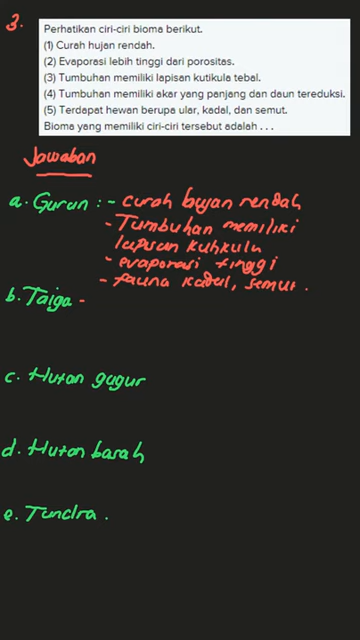 3.
Perhatikan ciri-ciri bioma berikut.
(1) Curah hujan rendah.
(2) Evaporasi lebih tinggi dari porositas.
(3) Tumbuhan memiliki lapisan kutikula tebal.
(4) Tumbuhan memiliki akar yang panjang dan daun tereduksi.
(5) Terdapat hewan berupa ular, kadal, dan semut.
Bioma yang memiliki ciri-ciri tersebut adalah . . .
Jawaban
a. Gurun : - curah hujan rendah
- Tumbuhan memiliki
lapisan kutikula
- evaporasi tinggi
- fauna kadal, semut .
b. Taiga -
c. Hutan gugur
d. Hutan basah
e. Tundra .